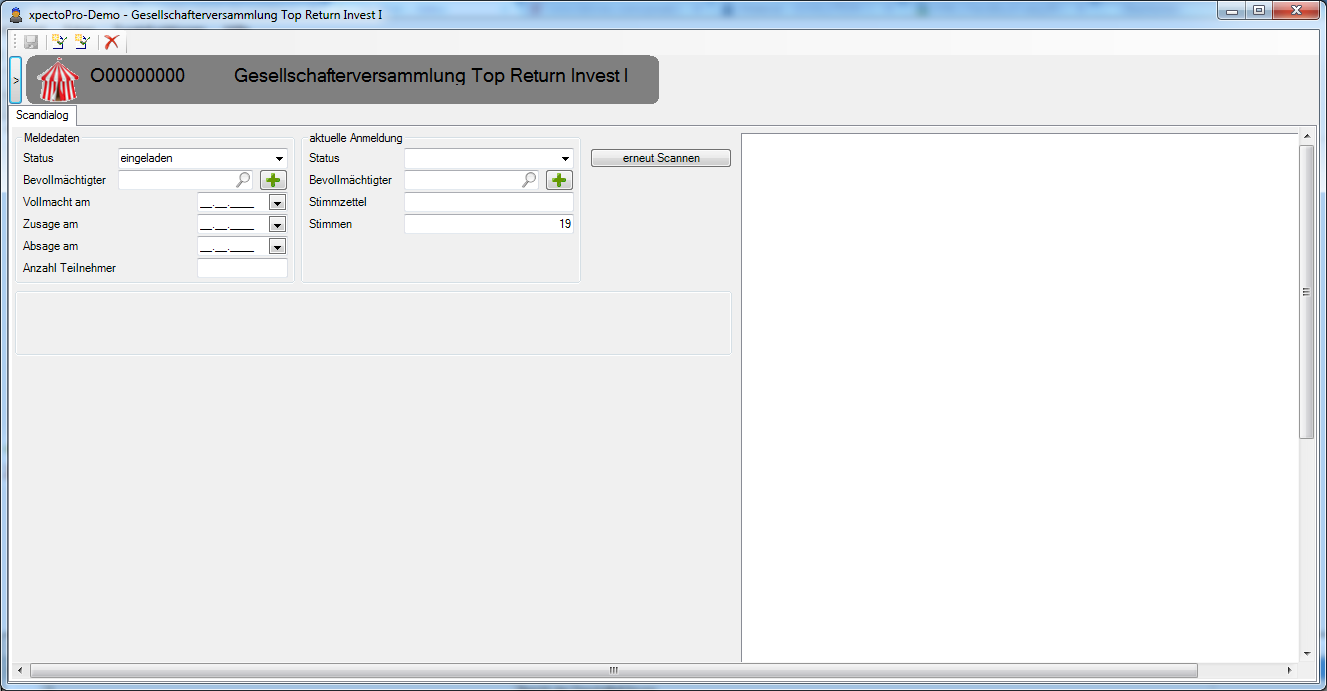 xpectoPro-Demo - Gesellschafterversammlung Top Return Invest I
> O00000000 Gesellschafterversammlung Top Return Invest I
Scandialog
Meldedaten
Status eingeladen
Bevollmächtigter
Vollmacht am __.__.____
Zusage am __.__.____
Absage am __.__.____
Anzahl Teilnehmer
aktuelle Anmeldung
Status
Bevollmächtigter
Stimmzettel
Stimmen 19
erneut Scannen